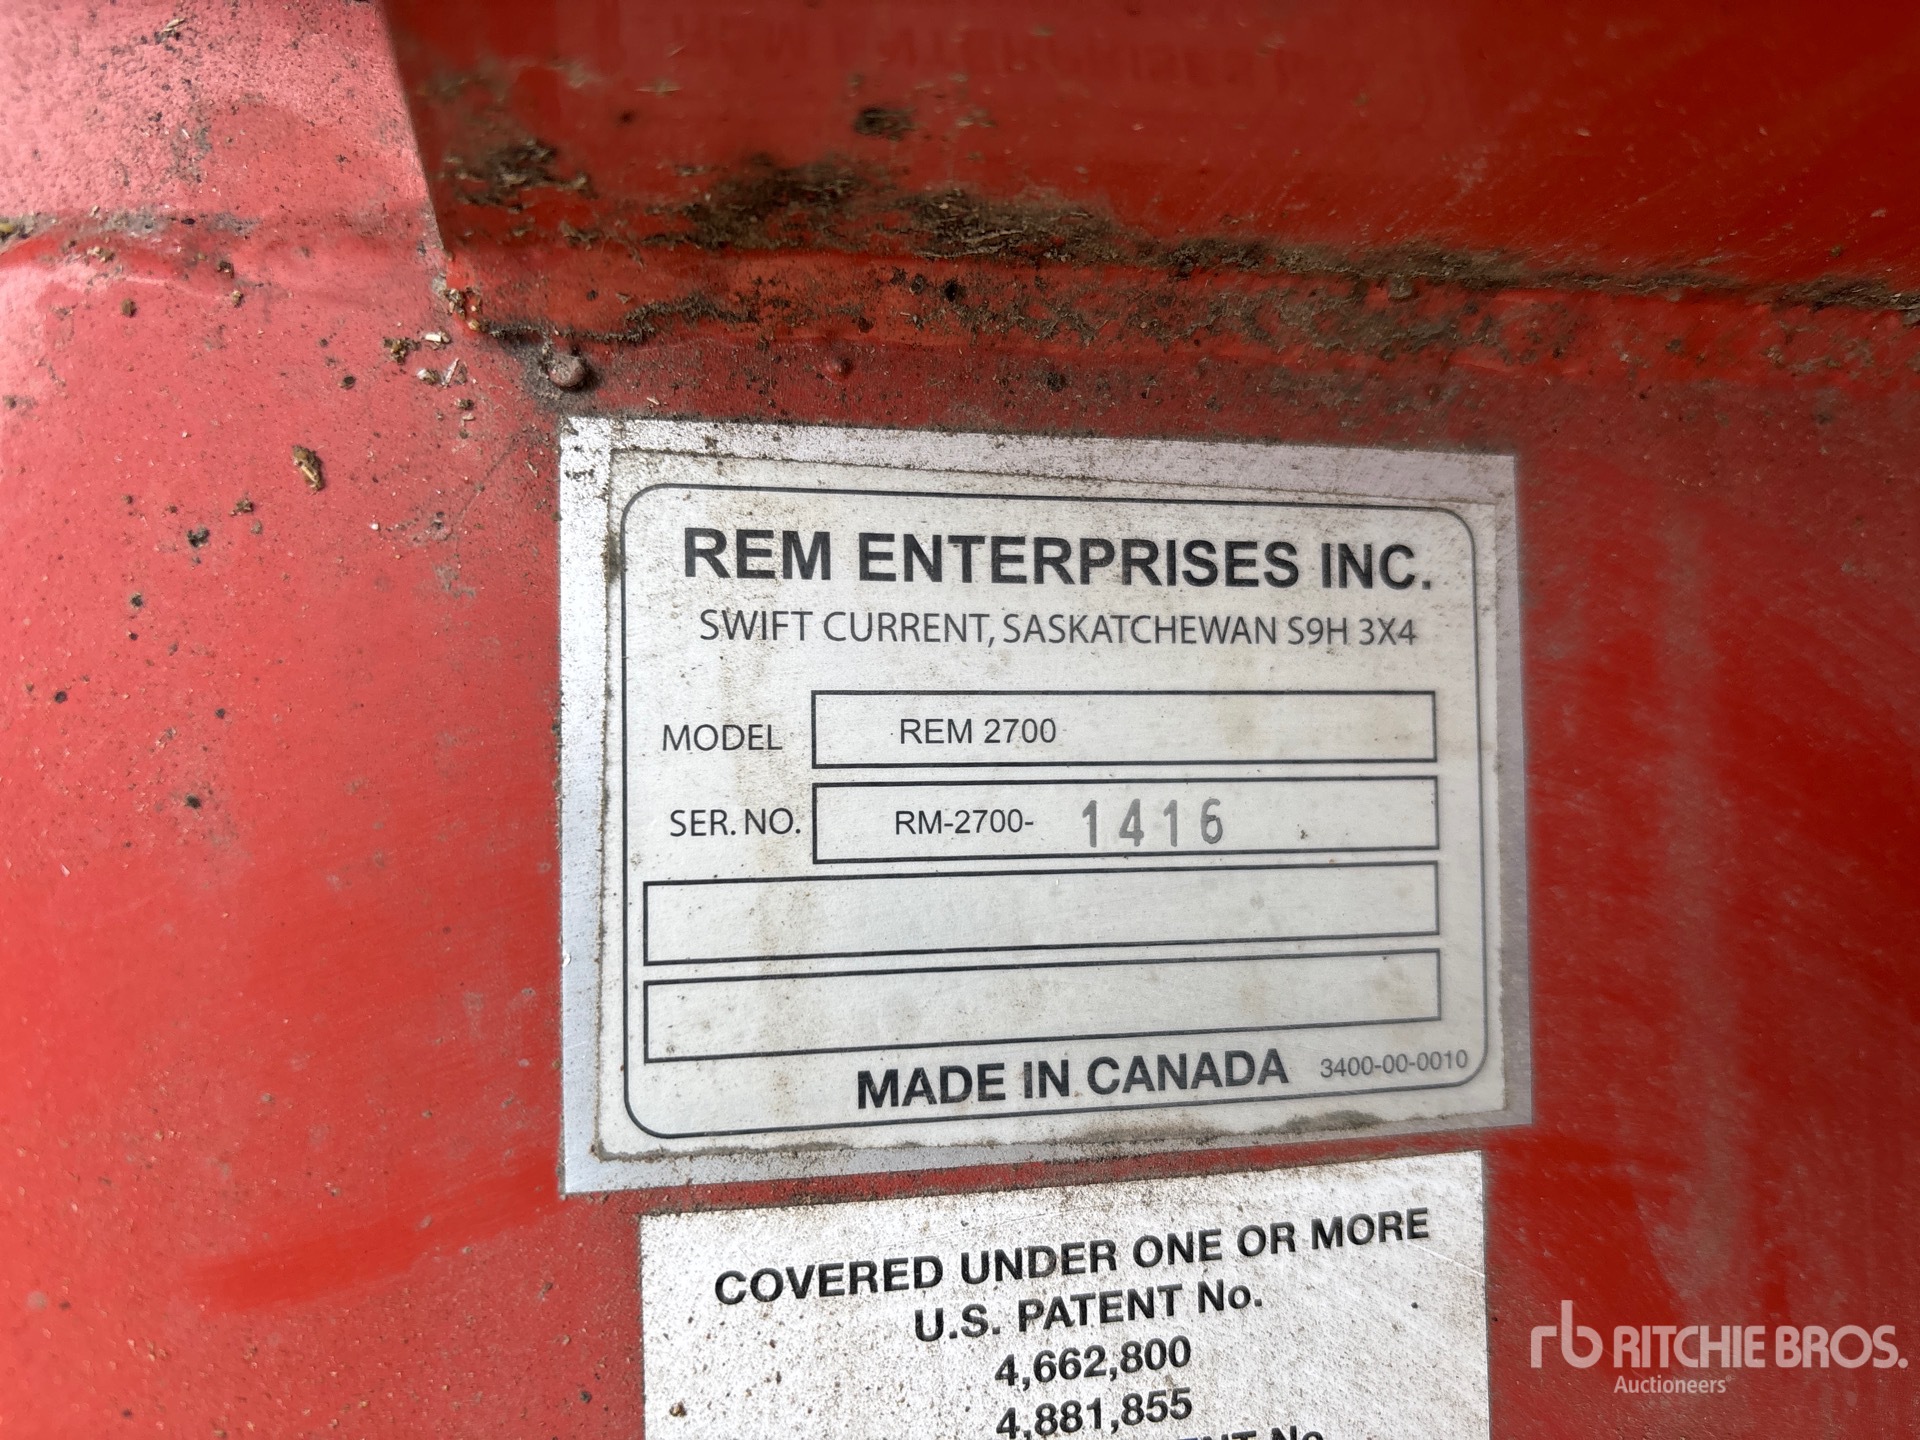 REM ENTERPRISES INC.
SWIFT CURRENT, SASKATCHEWAN S9H 3X4
MODEL REM 2700
SER. NO. RM-2700- 1416
MADE IN CANADA 3400-00-0010
COVERED UNDER ONE OR MORE
U.S. PATENT No.
4,662,800
4,881,855
No
rb RITCHIE BROS.
Auctioneers